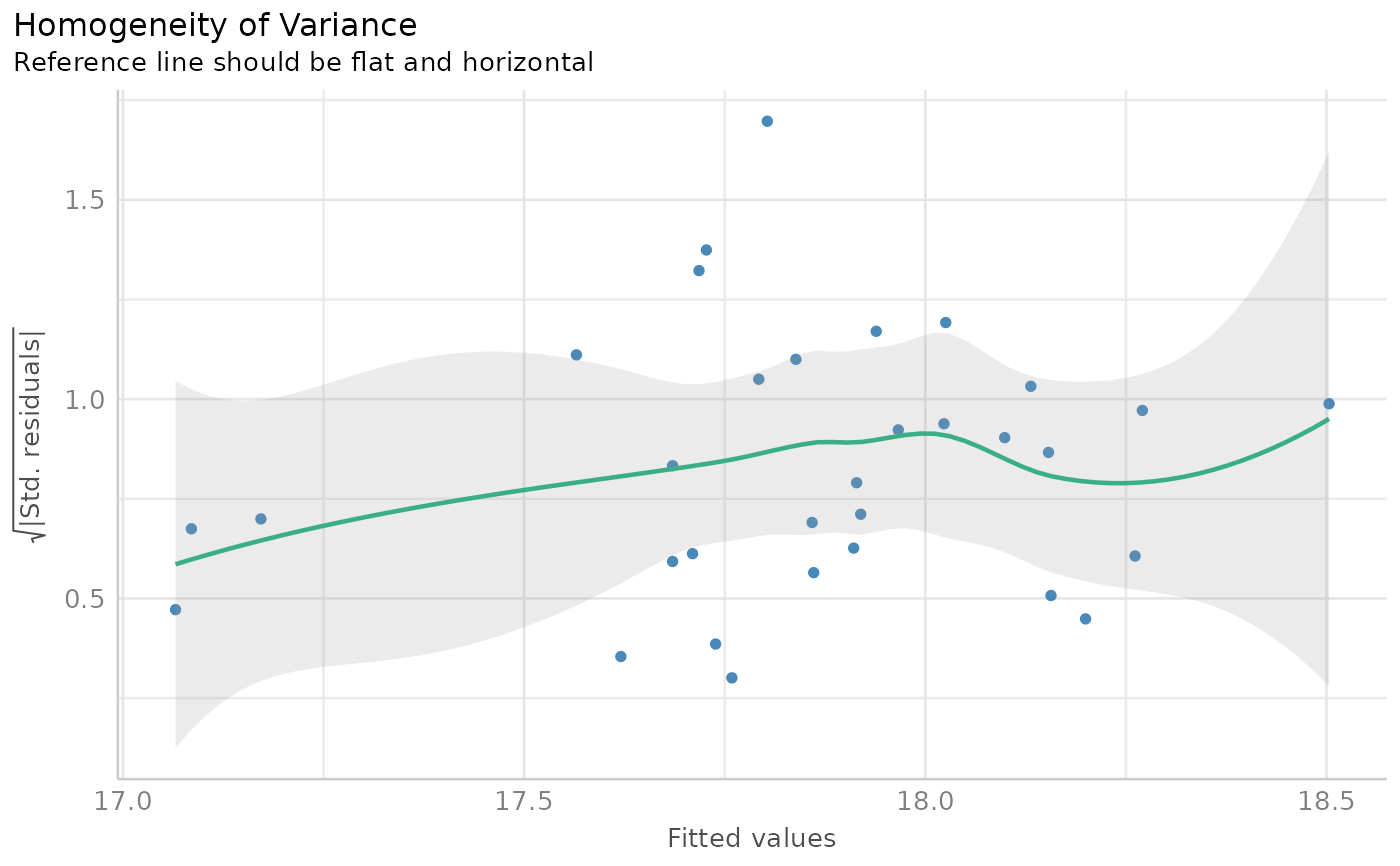 Homogeneity of Variance
Reference line should be flat and horizontal
√|Std. residuals|
1.5
1.0
0.5
17.0 17.5 18.0 18.5
Fitted values